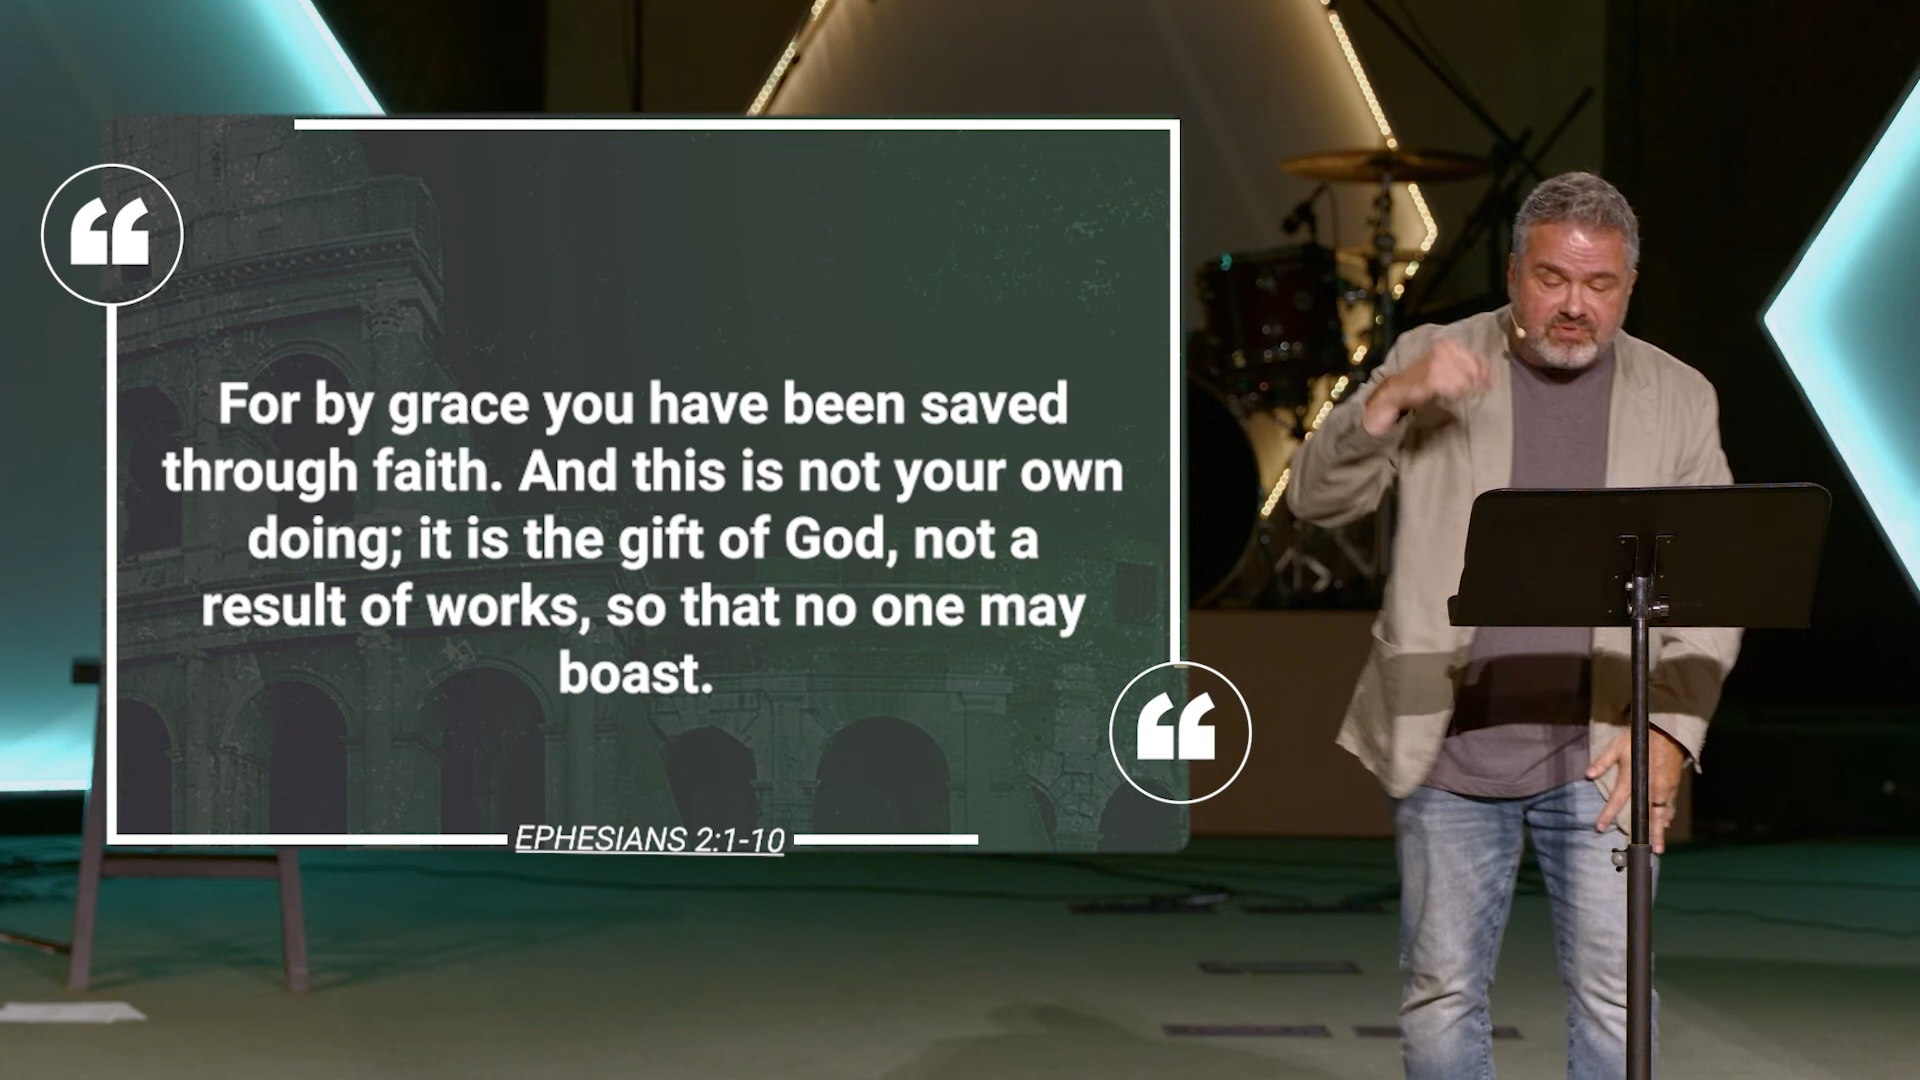 “
For by grace you have been saved
through faith. And this is not your own
doing; it is the gift of God, not a
result of works, so that no one may
boast.
“
EPHESIANS 2:1-10